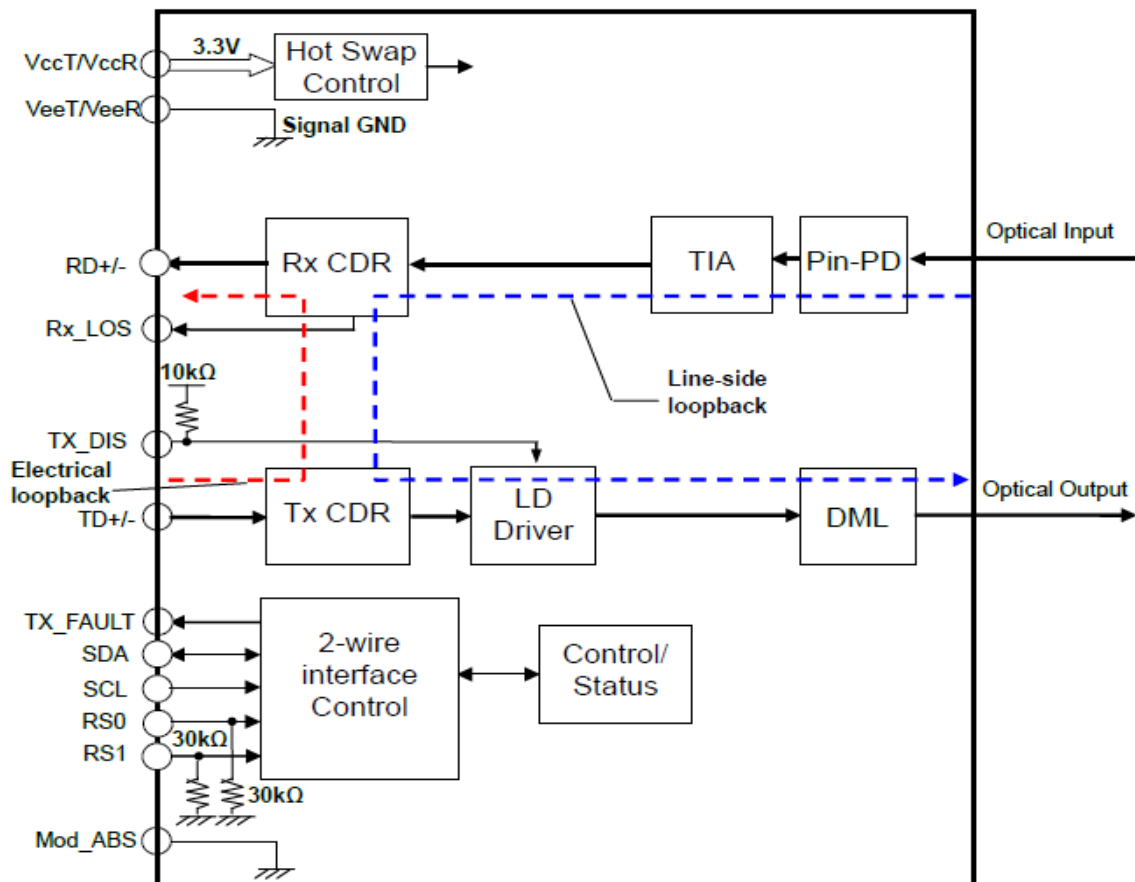 VccT/VccR
3.3V
Hot Swap
Control
VeeT/VeeR
Signal GND
Optical Input
RD+/-
Rx CDR
TIA
Pin-PD
Rx_LOS
10kΩ
Line-side
loopback
TX_DIS
Electrical
loopback
Optical Output
TD+/-
Tx CDR
LD
Driver
DML
TX_FAULT
SDA
SCL
RS0
RS1
2-wire
interface
Control
Control/
Status
30kΩ
30kΩ
Mod_ABS